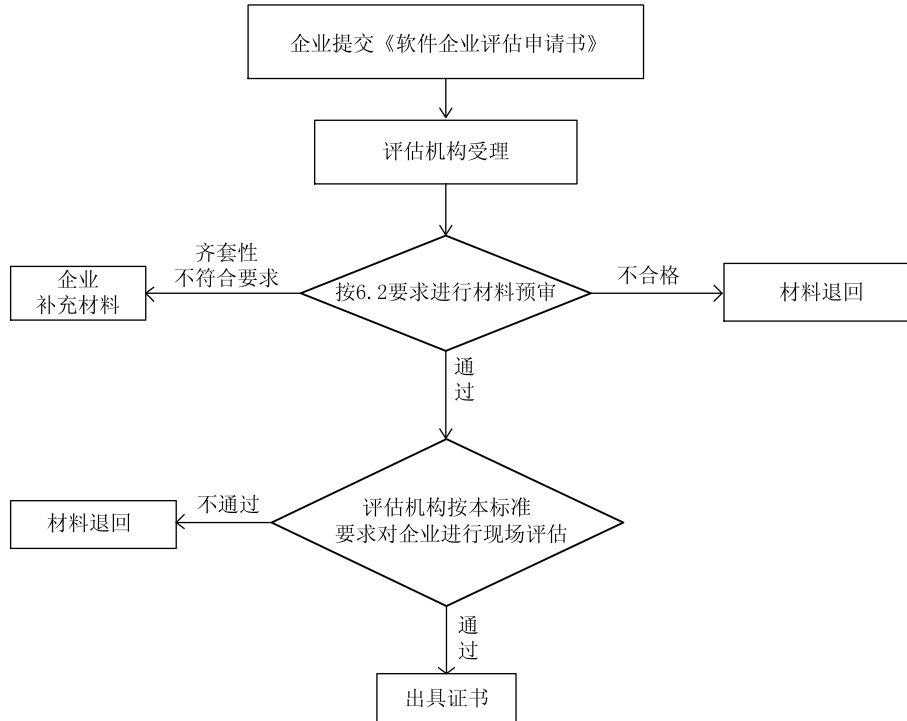 企业提交《软件企业评估申请书》
评估机构受理
齐套性
不符合要求
企业
补充材料
按6.2要求进行材料预审
不合格
材料退回
通
过
不通过
材料退回
评估机构按本标准
要求对企业进行现场评估
通
过
出具证书